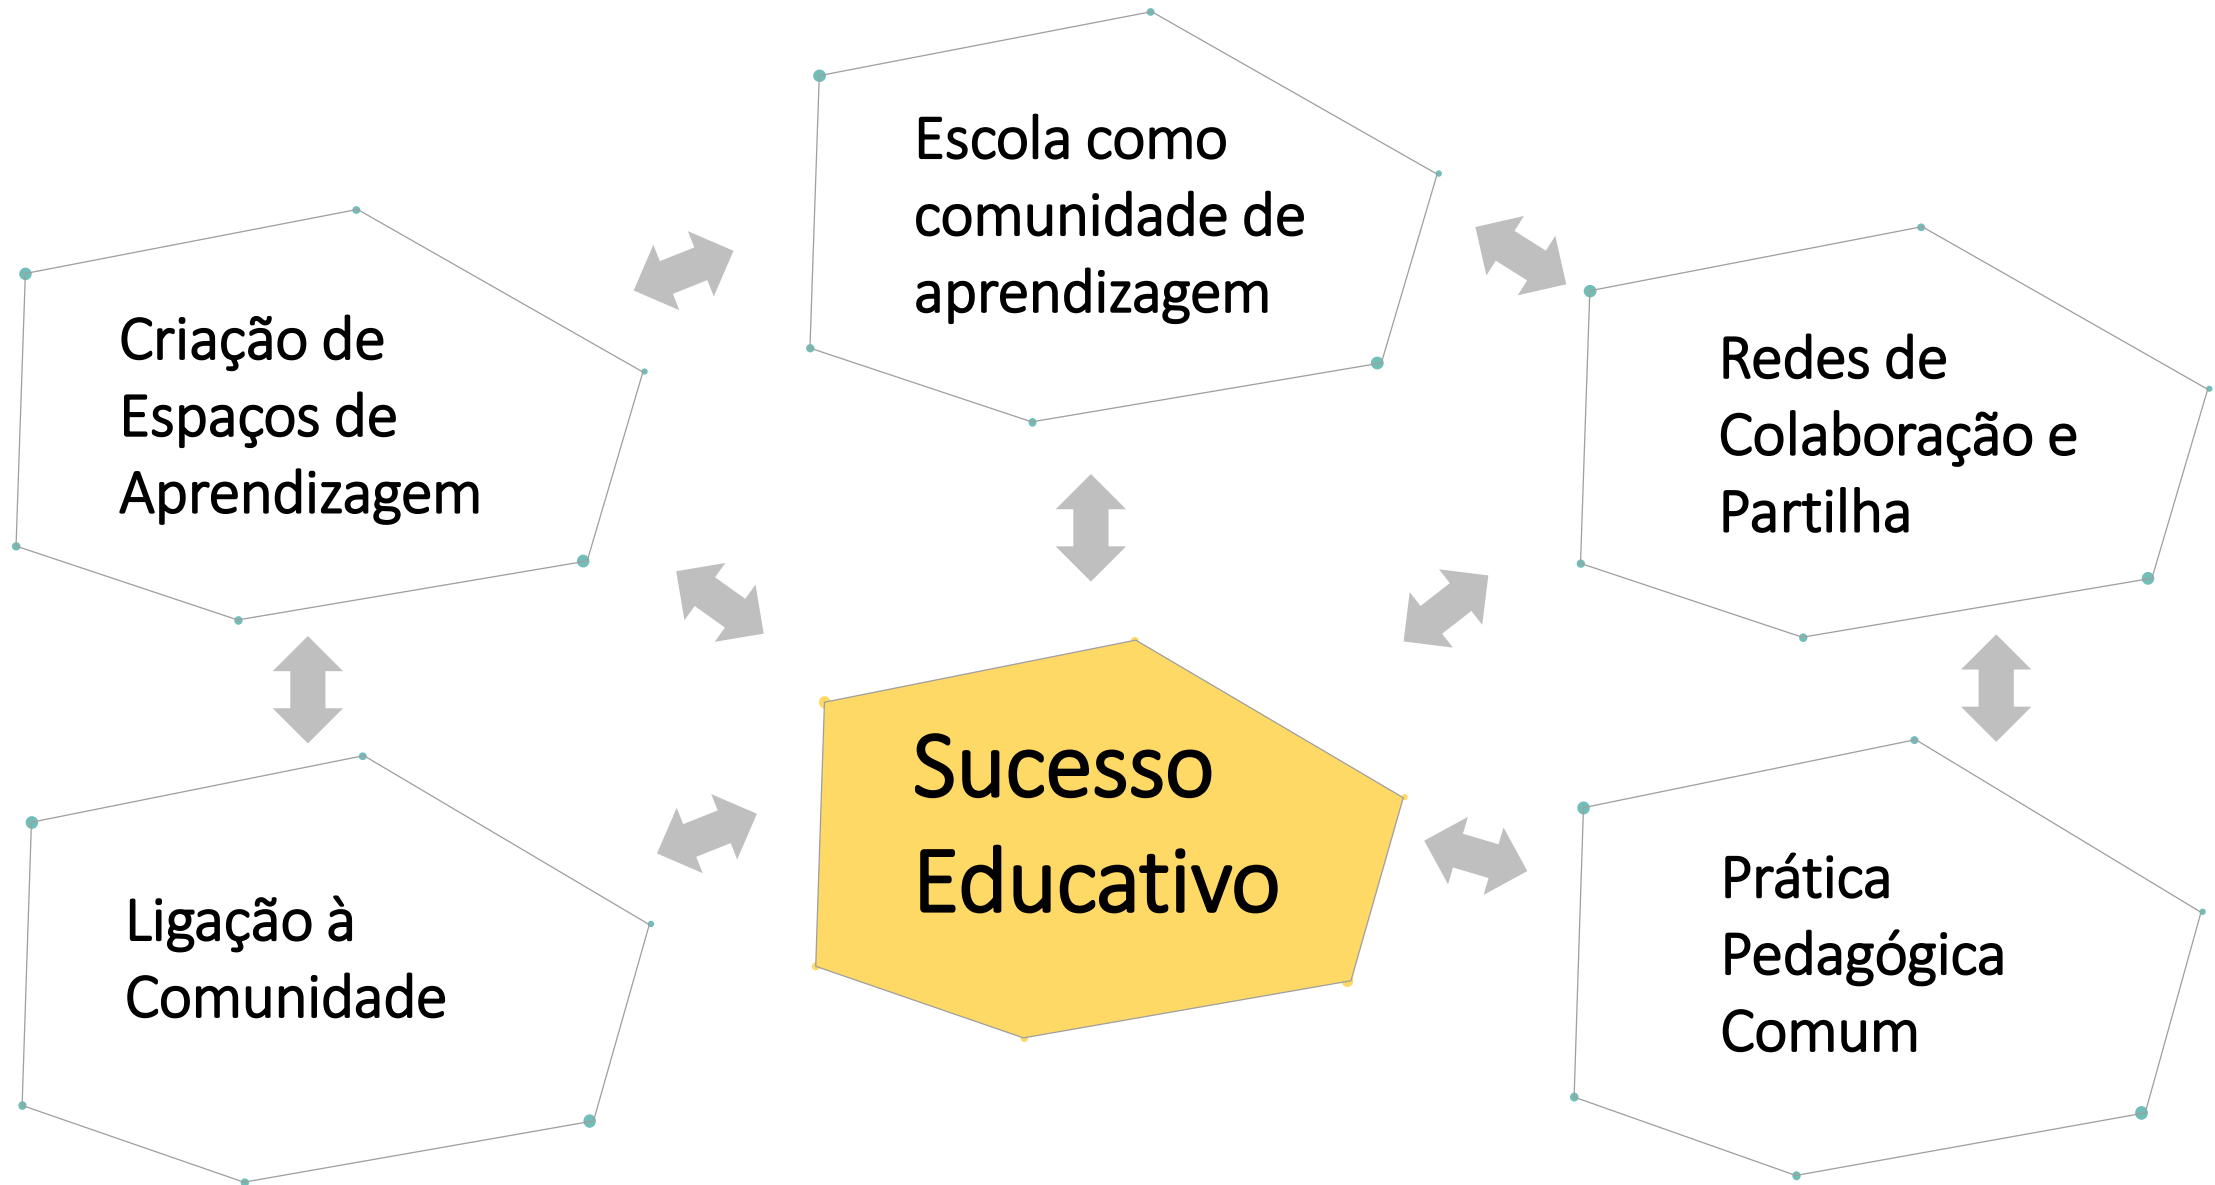 Escola como
comunidade de
aprendizagem
Criação de
Espaços de
Aprendizagem
Redes de
Colaboração e
Partilha
Sucesso
Educativo
Ligação à
Comunidade
Prática
Pedagógica
Comum